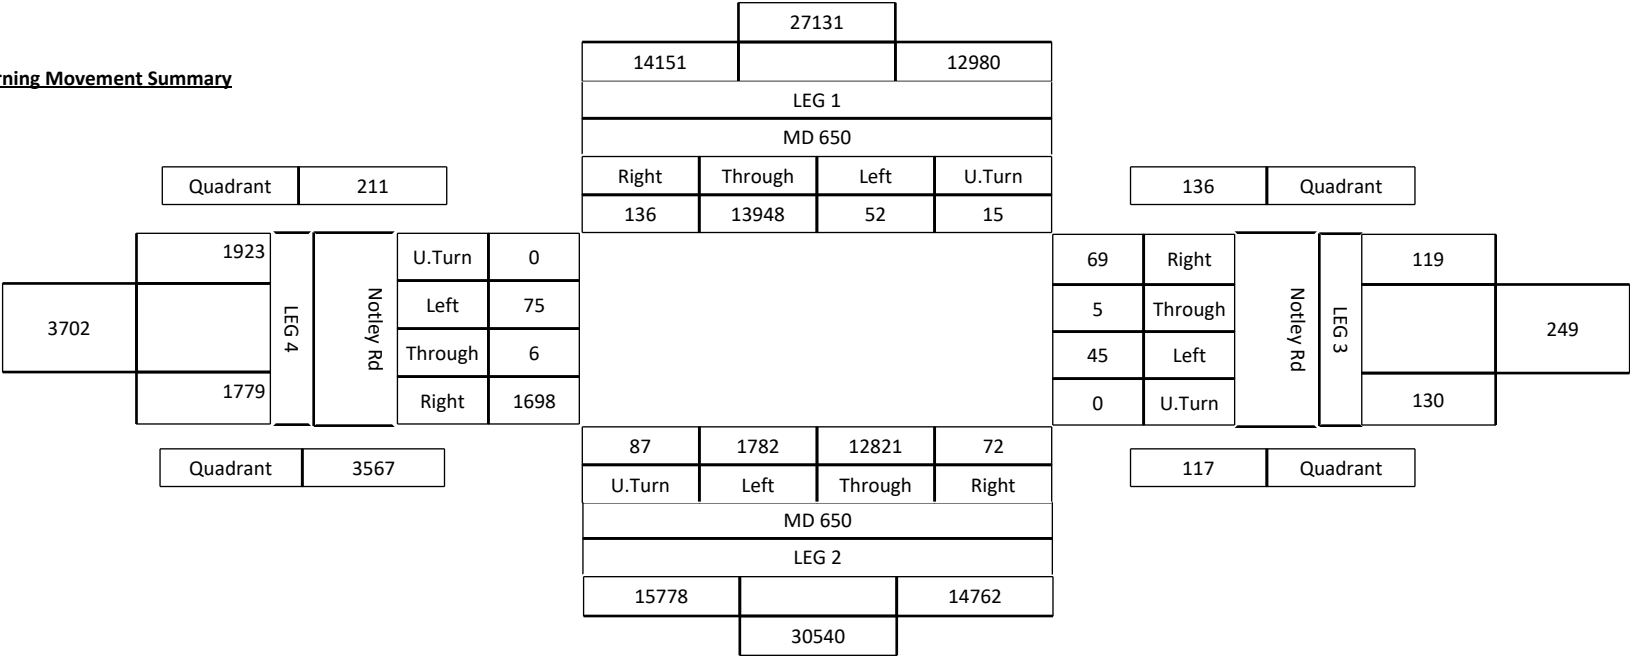 27131
14151 12980
rning Movement Summary
LEG 1
MD 650
Quadrant 211
Right Through Left U.Turn
136 Quadrant
136 13948 52 15
1923
U.Turn 0
69 Right
119
Left 75
5 Through
3702
LEG 4
Notley Rd
Notley Rd
LEG 3
249
Through 6
45 Left
1779
Right 1698
0 U.Turn
130
87 1782 12821 72
Quadrant 3567
U.Turn Left Through Right
117 Quadrant
MD 650
LEG 2
15778 14762
30540